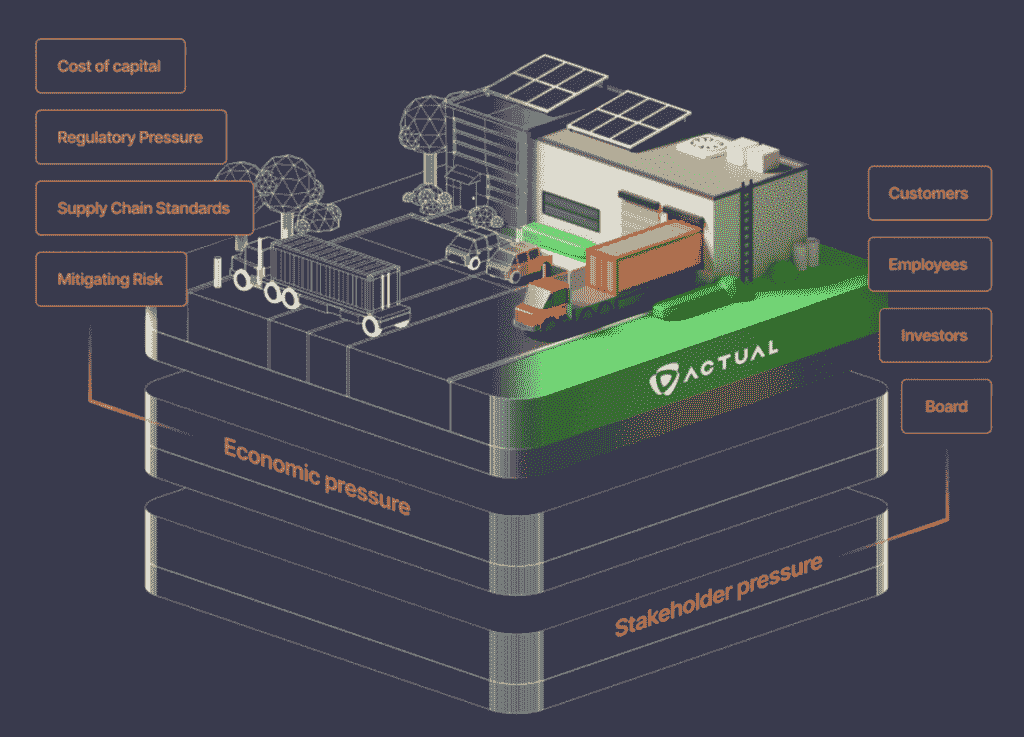 Cost of capital
Regulatory Pressure
Supply Chain Standards
Mitigating Risk
Customers
Employees
Investors
Board
ACTUAL
Economic pressure
Stakeholder pressure